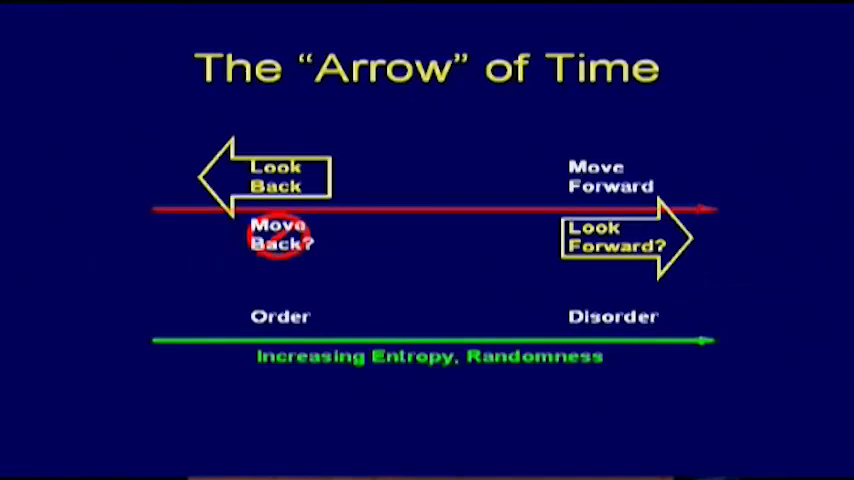 The “Arrow” of Time
Look
Back
Move
Forward
Move
Back?
Look
Forward?
Order
Disorder
Increasing Entropy, Randomness